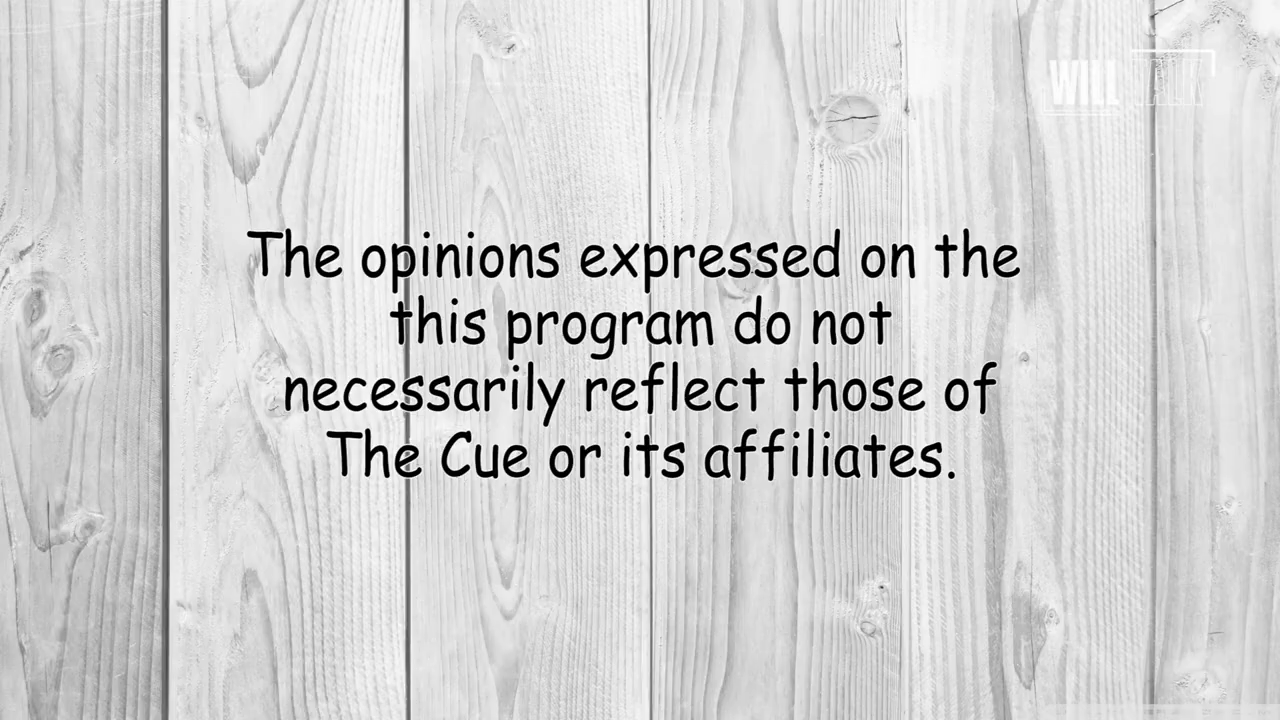 WILL TALK
The opinions expressed on the
this program do not
necessarily reflect those of
The Cue or its affiliates.